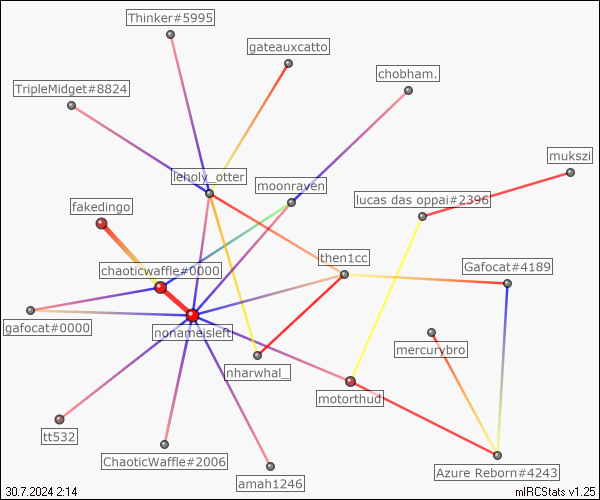 Thinker#5995
gateauxcatto
chobham.
TripleMidget#8824
mukszi
leholy_otter
moonraven
lucas das oppai#2396
fakedingo
then1cc
Gafocat#4189
chaoticwaffle#0000
gafocat#0000
nonameisleft
mercurybro
nharwhal_
motorthud
tt532
ChaoticWaffle#2006
amah1246
Azure Reborn#4243
30.7.2024 2:14
mIRCStats v1.25